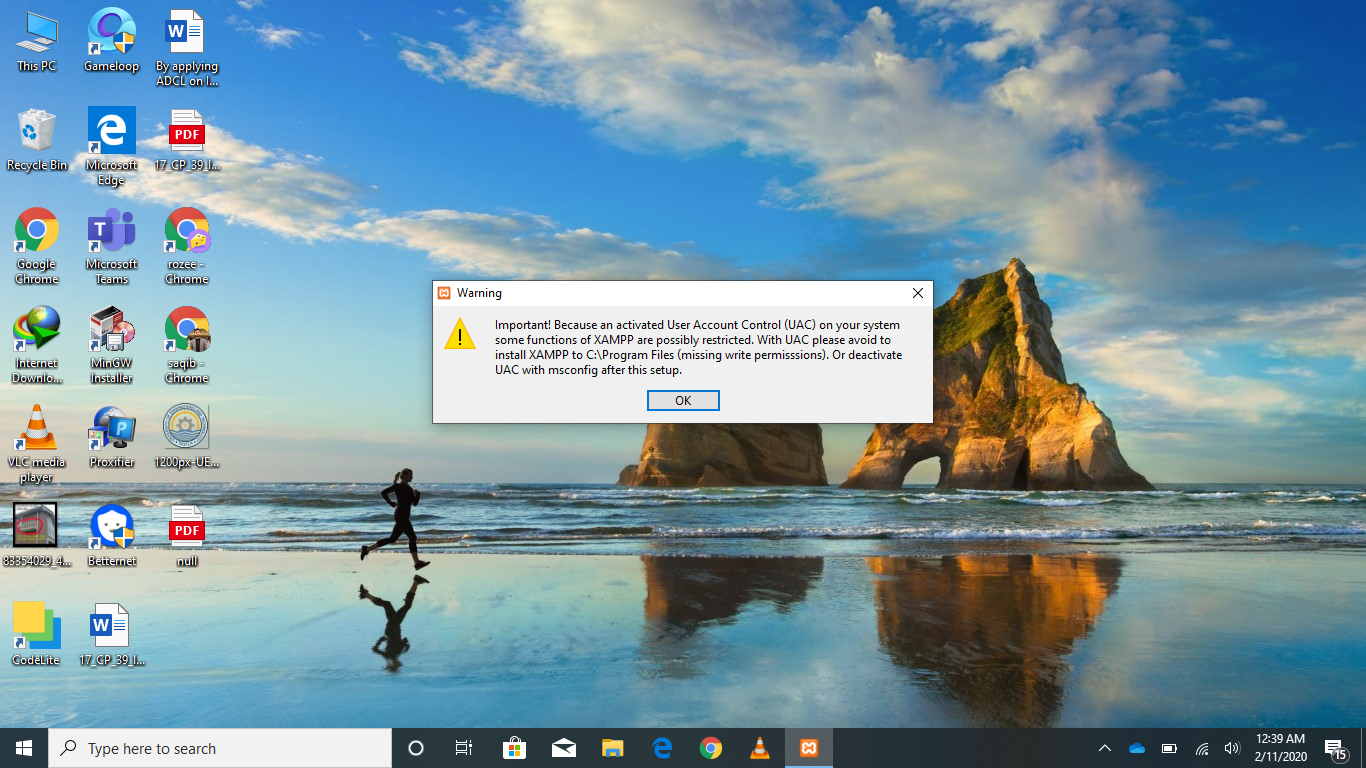 This PC
Gameloop
By applying
ADCL on I...
Recycle Bin
Microsoft
Edge
PDF
17_CP_39_I...
Google
Chrome
Microsoft
Teams
rozee -
Chrome
Internet
Downlo...
MinGW
Installer
saqib -
Chrome
VLC media
player
Proxifier
1200px-UE...
83354029_4...
Betternet
PDF
null
CodeLite
17_CP_39_I...
Warning
Important! Because an activated User Account Control (UAC) on your system
some functions of XAMPP are possibly restricted. With UAC please avoid to
install XAMPP to C:\Program Files (missing write permisssions). Or deactivate
UAC with msconfig after this setup.
OK
Type here to search
12:39 AM
2/11/2020
15